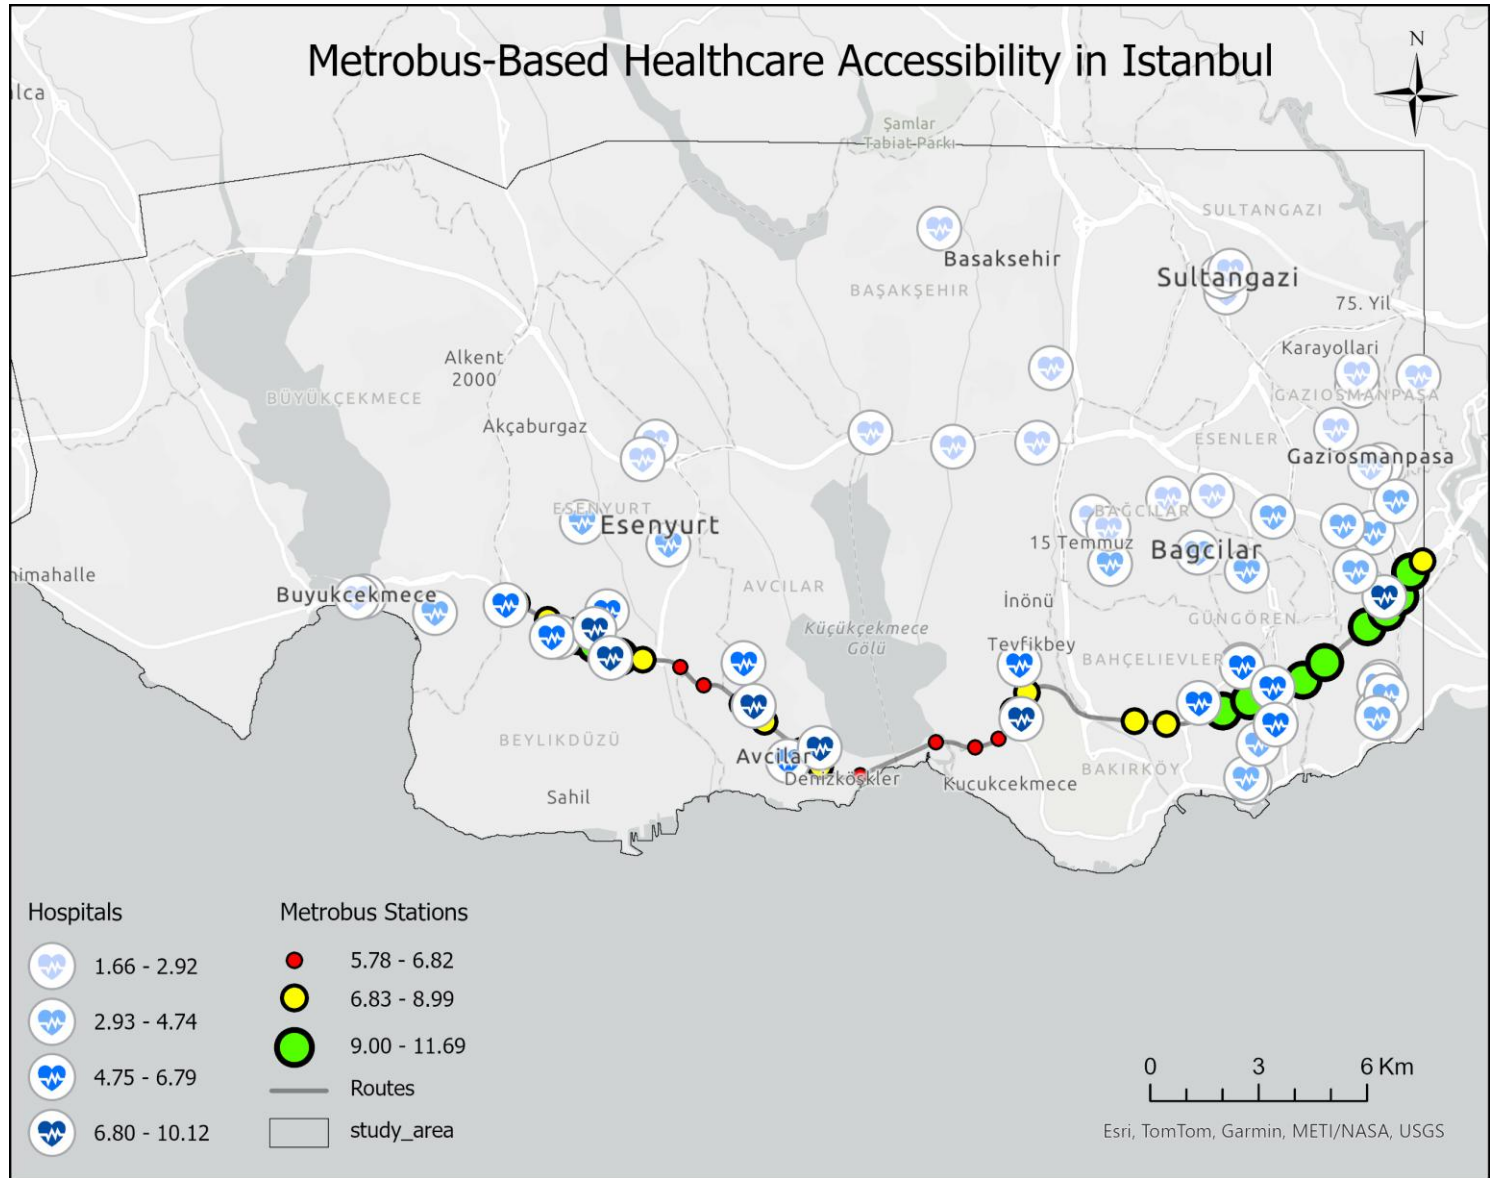 Metrobus-Based Healthcare Accessibility in Istanbul
N
Şamlar
Tabiat Parkı
SULTANGAZI
Basaksehir
Sultangazi
BAŞAKŞEHIR
75. Yil
Karayollari
Alkent
2000
BÜYÜKÇEKMECE
GAZIOSMANPAŞA
Akçaburgaz
ESENLER
Gaziosmanpasa
ESENYURT
Esenyurt
BAĞCILAR
15 Temmuz
Bagcilar
nimahalle
Buyukcekmece
AVCILAR
İnönü
GÜNGÖREN
Küçükçekmece
Gölü
Tevfikbey
BAHÇELIEVLER
BEYLIKDÜZÜ
Avcilar
Denizköşkler
Kucukcekmece
BAKIRKÖY
Sahil
Hospitals
1.66 - 2.92
2.93 - 4.74
4.75 - 6.79
6.80 - 10.12
Metrobus Stations
5.78 - 6.82
6.83 - 8.99
9.00 - 11.69
Routes
study_area
0 3 6 Km
Esri, TomTom, Garmin, METI/NASA, USGS